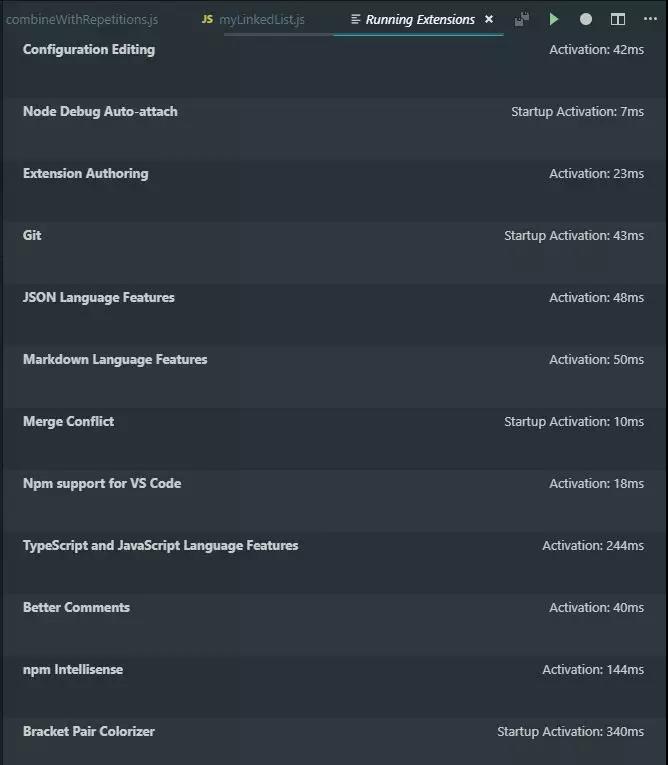 combineWithRepetitions.js JS myLinkedList.js Running Extensions
Configuration Editing Activation: 42ms
Node Debug Auto-attach Startup Activation: 7ms
Extension Authoring Activation: 23ms
Git Startup Activation: 43ms
JSON Language Features Activation: 48ms
Markdown Language Features Activation: 50ms
Merge Conflict Startup Activation: 10ms
Npm support for VS Code Activation: 18ms
TypeScript and JavaScript Language Features Activation: 244ms
Better Comments Activation: 40ms
npm Intellisense Activation: 144ms
Bracket Pair Colorizer Startup Activation: 340ms